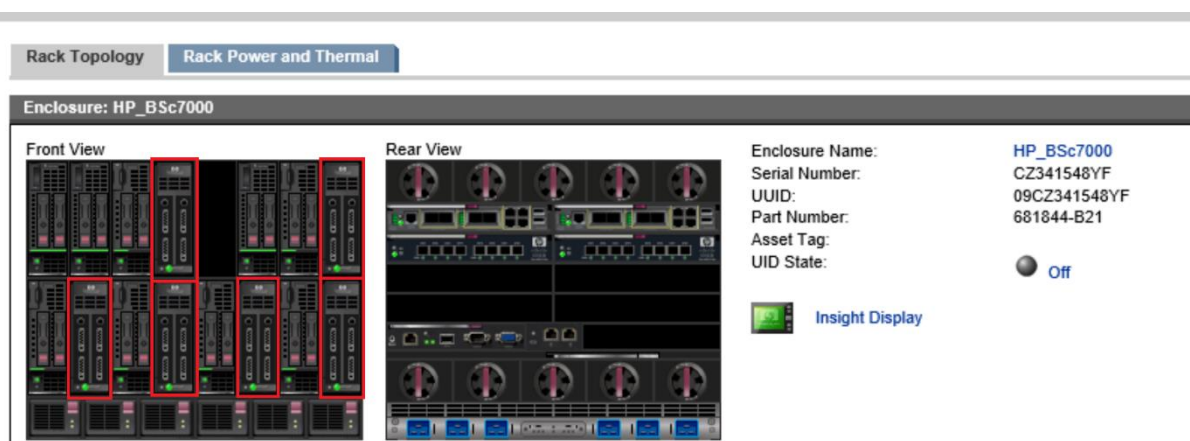 Rack Topology
Rack Power and Thermal
Enclosure: HP_BSc7000
Front View
Rear View
Enclosure Name: HP_BSc7000
Serial Number: CZ341548YF
UUID: 09CZ341548YF
Part Number: 681844-B21
Asset Tag:
UID State: Off
Insight Display